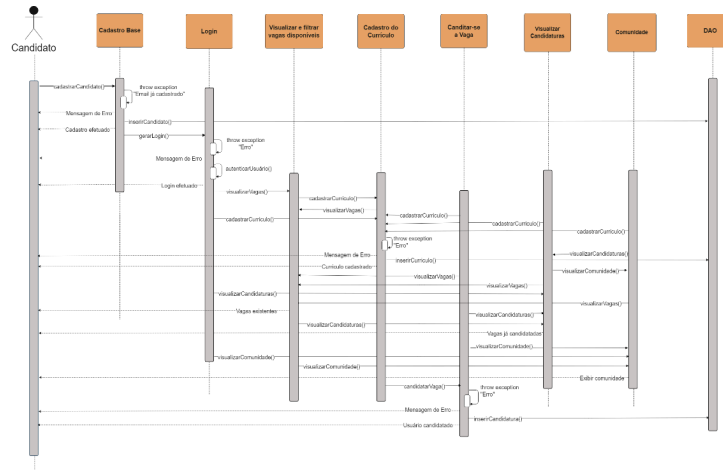 Candidato
Cadastro Base
Login
Visualizar e filtrar
vagas disponíveis
Cadastro do
Currículo
Canditar-se
a Vaga
Visualizar
Candidaturas
Comunidade
DAO
cadastrarCandidato()
throw exception
"Email já cadastrado"
Mensagem de Erro
inserirCandidato()
Cadastro efetuado
gerarLogin()
throw exception
"Erro"
Mensagem de Erro
autenticarUsuário()
Login efetuado
visualizarVagas()
cadastrarCurrículo()
visualizarVagas()
cadastrarCurrículo()
cadastrarCurrículo()
cadastrarCurrículo()
cadastrarCurrículo()
throw exception
"Erro"
Mensagem de Erro
visualizarCandidaturas()
inserirCurrículo()
Currículo cadastrado
visualizarComunidade()
visualizarVagas()
visualizarVagas()
visualizarCandidaturas()
visualizarVagas()
Vagas existentes
visualizarCandidaturas()
visualizarCandidaturas()
Vagas já candidatadas
visualizarComunidade()
visualizarComunidade()
visualizarComunidade()
Exibir comunidade
candidatarVaga()
throw exception
"Erro"
Mensagem de Erro
inserirCandidatura()
Usuário candidatado